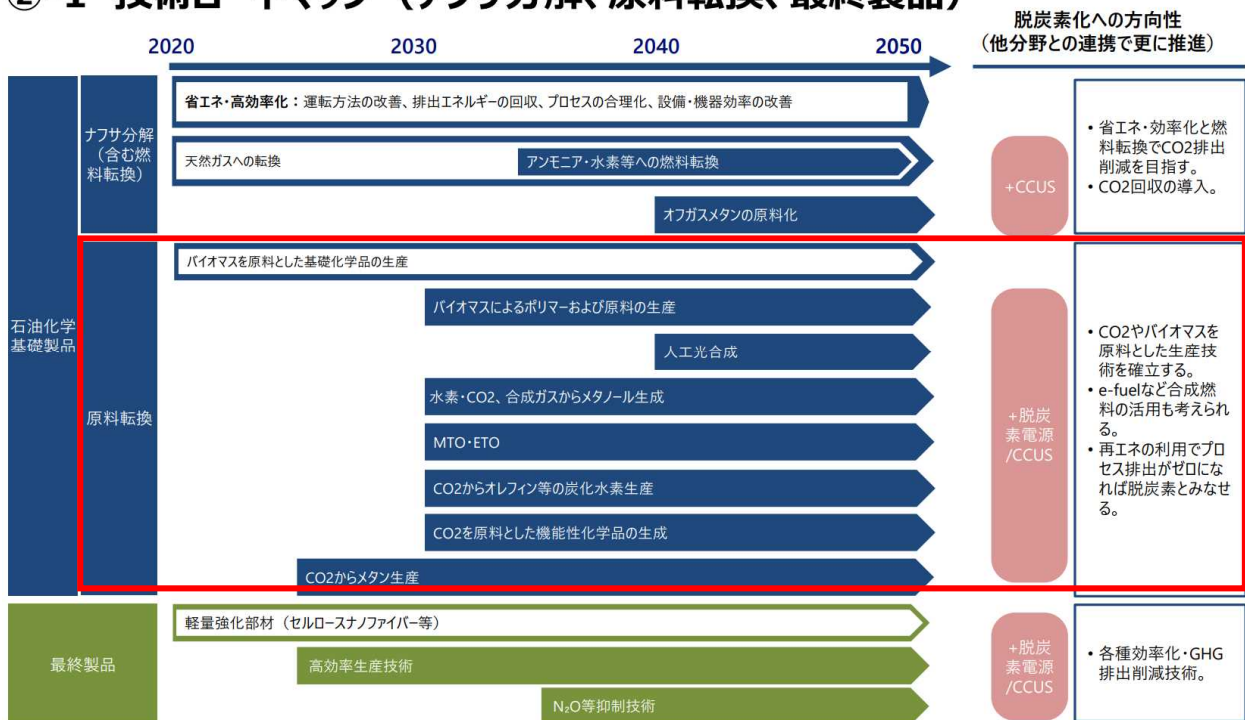 ②-1 技術ロードマップ（ナフサ分解、原料転換、最終製品）
脱炭素化への方向性
（他分野との連携で更に推進）
2020
2030
2040
2050
石油化学
基礎製品
ナフサ分解
（含む燃
料転換）
省エネ・高効率化：運転方法の改善、排出エネルギーの回収、プロセスの合理化、設備・機器効率の改善
天然ガスへの転換
アンモニア・水素等への燃料転換
オフガスメタンの原料化
+CCUS
• 省エネ・効率化と燃
料転換でCO2排出
削減を目指す。
• CO2回収の導入。
原料転換
バイオマスを原料とした基礎化学品の生産
バイオマスによるポリマーおよび原料の生産
人工光合成
水素・CO2、合成ガスからメタノール生成
MTO・ETO
CO2からオレフィン等の炭化水素生産
CO2を原料とした機能性化学品の生成
CO2からメタン生産
+脱炭
素電源
/CCUS
• CO2やバイオマスを
原料とした生産技
術を確立する。
• e-fuelなど合成燃
料の活用も考えられ
る。
• 再エネの利用でプロ
セス排出がゼロにな
れば脱炭素とみなせ
る。
最終製品
軽量強化部材（セルロースナノファイバー等）
高効率生産技術
N₂O等抑制技術
+脱炭
素電源
/CCUS
• 各種効率化・GHG
排出削減技術。